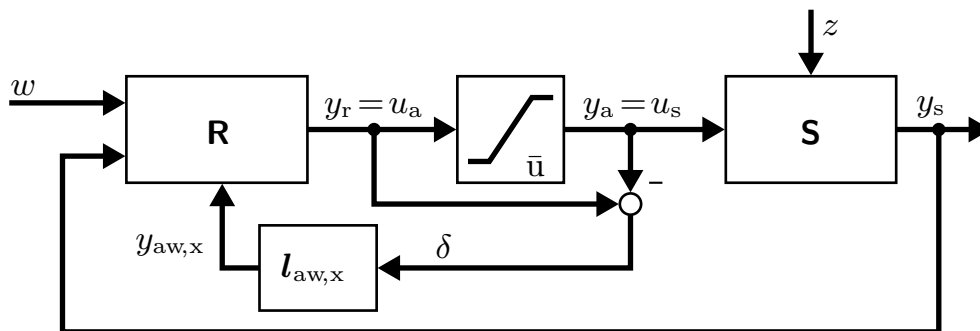 z
w
y_r = u_a
y_a = u_s
y_s
R
S
ū
-
y_aw,x
l_aw,x
δ